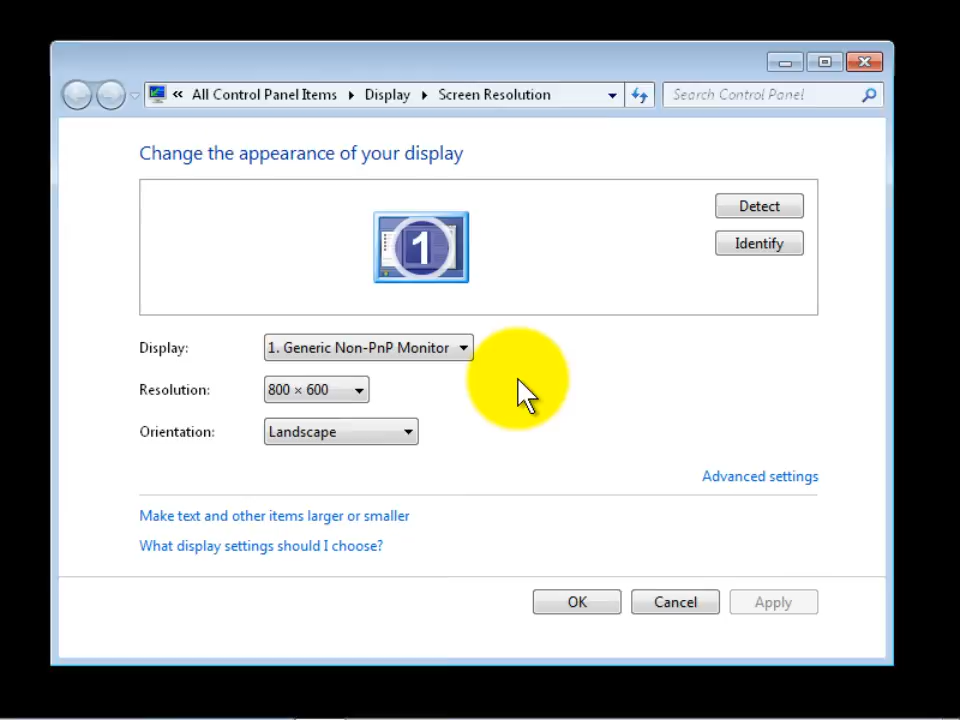 « All Control Panel Items ▸ Display ▸ Screen Resolution
Search Control Panel
Change the appearance of your display
1
Detect
Identify
Display: 1. Generic Non-PnP Monitor
Resolution: 800 × 600
Orientation: Landscape
Advanced settings
Make text and other items larger or smaller
What display settings should I choose?
OK Cancel Apply